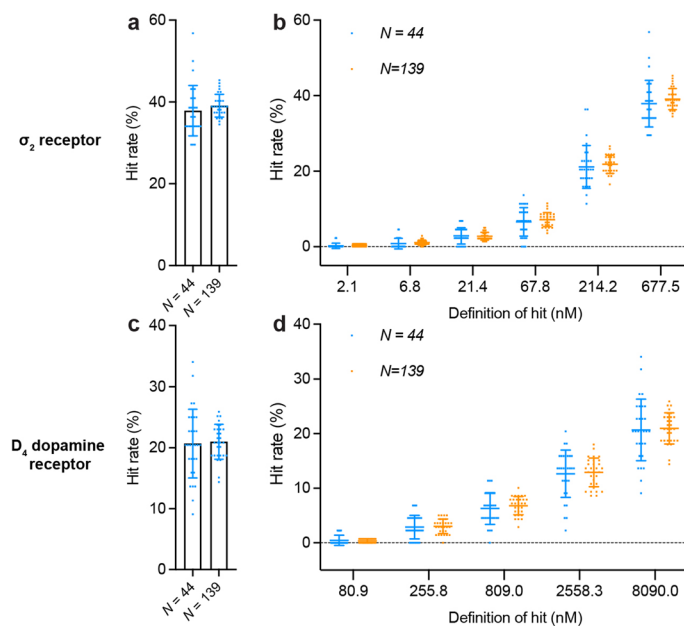 a
60
40
20
0
Hit rate (%)
N = 44
N = 139
σ2 receptor
b
N = 44
N=139
60
40
20
0
Hit rate (%)
2.1 6.8 21.4 67.8 214.2 677.5
Definition of hit (nM)
c
40
30
20
10
0
Hit rate (%)
N = 44
N = 139
D4 dopamine
receptor
d
N = 44
N=139
40
30
20
10
0
Hit rate (%)
80.9 255.8 809.0 2558.3 8090.0
Definition of hit (nM)